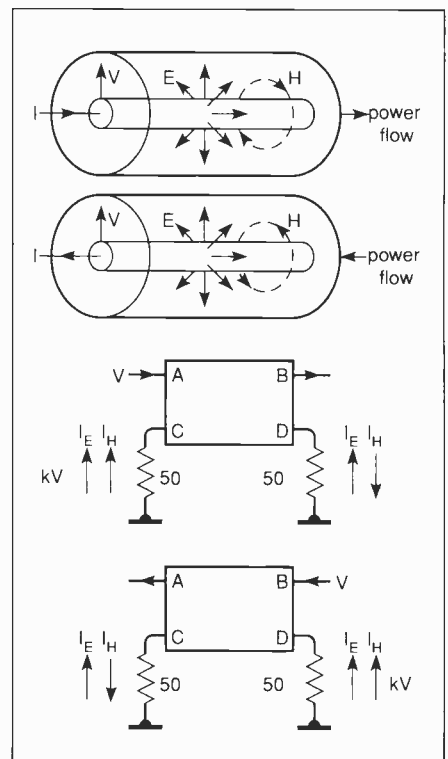 V E H
I power flow
V E H
I power flow
V A B
I_E I_H C D I_E I_H
kV 50 50
A B V
I_E I_H C D I_E I_H
50 50 kV